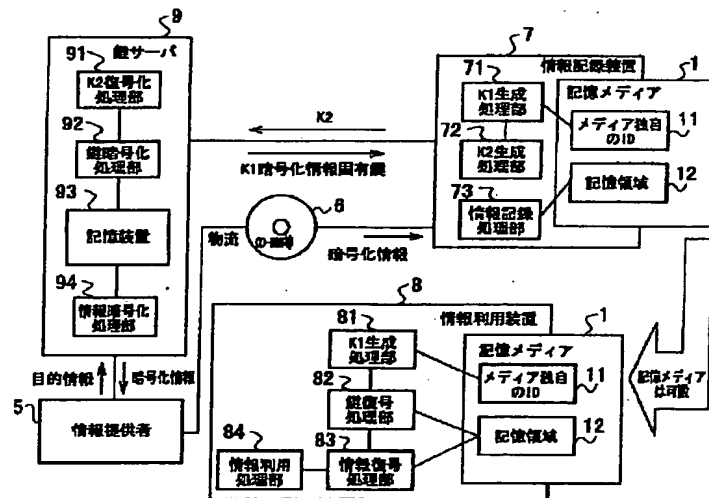 9
鍵サーバ
91
K2復号化
処理部
92
鍵暗号化
処理部
93
記憶装置
94
情報暗号化
処理部
目的情報
暗号化情報
5
情報提供者
K2
K1暗号化情報固有鍵
6
物流
暗号化情報
7
情報記録装置
71
K1生成
処理部
72
K2生成
処理部
73
情報記録処理部
1
記憶メディア
メディア独自
のID
11
記憶領域
12
記憶メディア
は可搬
8
情報利用装置
81
K1生成
処理部
82
鍵復号
処理部
83
情報復号
処理部
84
情報利用
処理部
1
記憶メディア
メディア独自
のID
11
記憶領域
12